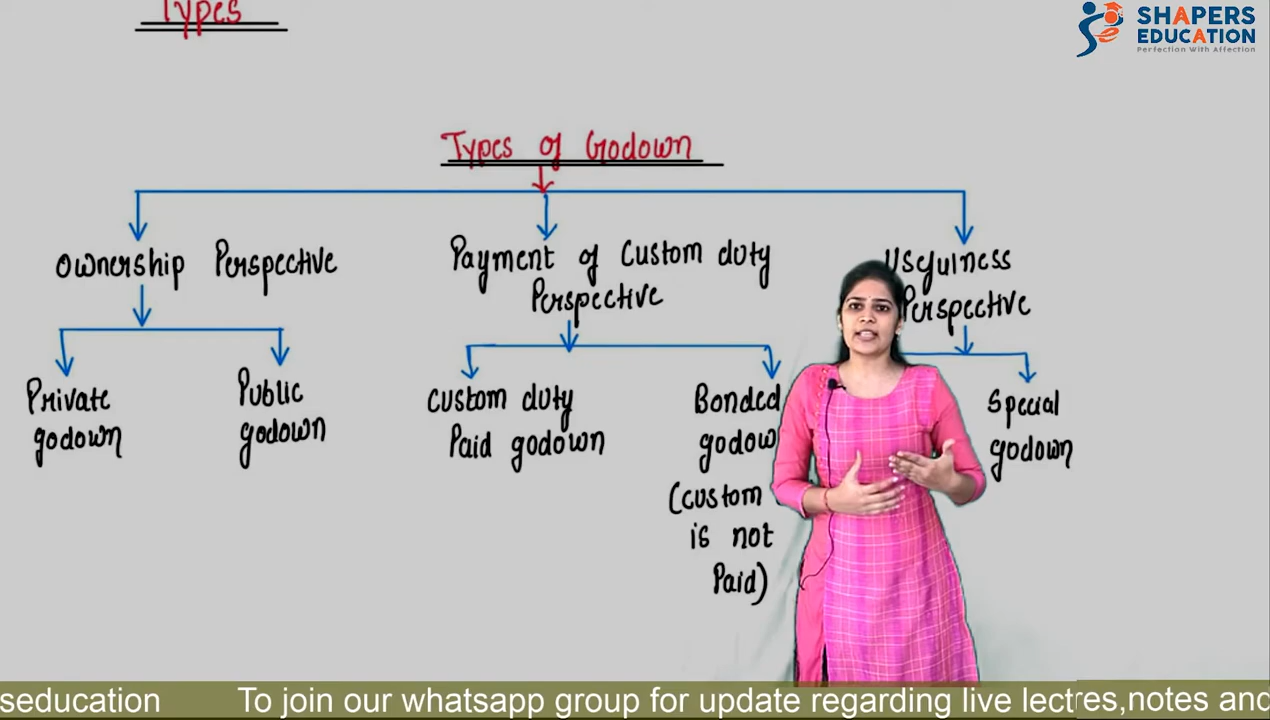 Types
SHAPERS
EDUCATION
Perfection With Affection
Types of Godown
Ownership Perspective
Payment of Custom duty
Perspective
Usefulness
Perspective
Private
godown
Public
godown
Custom duty
Paid godown
Bonded
godow
(custom
is not
Paid)
Special
godown
seducation To join our whatsapp group for update regarding live lectres,notes and